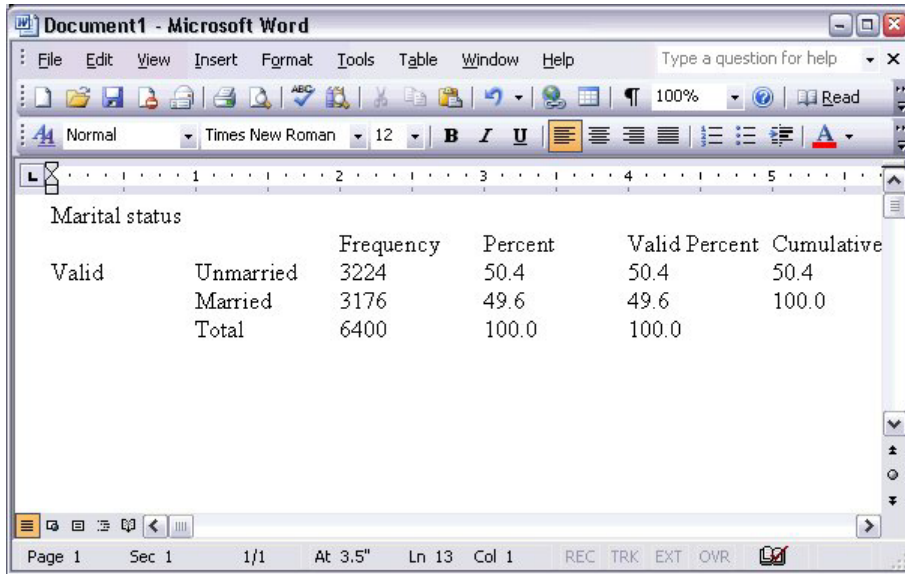 Document1 - Microsoft Word
File Edit View Insert Format Tools Table Window Help Type a question for help
100% Read
Normal Times New Roman 12 B I U A
1 2 3 4 5
Marital status
Frequency Percent Valid Percent Cumulative
Valid Unmarried 3224 50.4 50.4 50.4
Married 3176 49.6 49.6 100.0
Total 6400 100.0 100.0
Page 1 Sec 1 1/1 At 3.5" Ln 13 Col 1 REC TRK EXT OVR